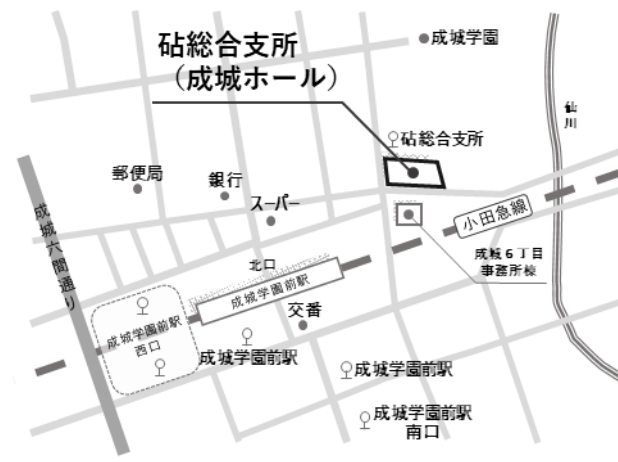 成城学園
砧総合支所
（成城ホール）
仙川
砧総合支所
郵便局
銀行
スーパー
小田急線
成城六間通り
成城６丁目
事務所棟
北口
成城学園前駅
交番
成城学園前駅
西口
成城学園前駅
成城学園前駅
成城学園前駅
南口